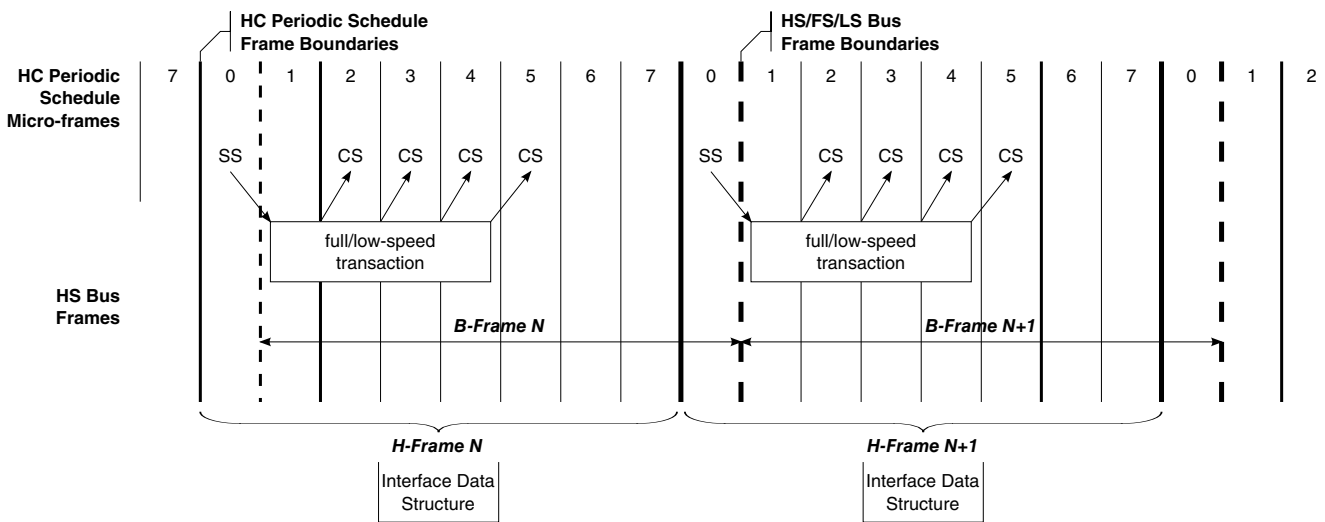 HC Periodic Schedule
Frame Boundaries
HS/FS/LS Bus
Frame Boundaries
HC Periodic
Schedule
Micro-frames
7 0 1 2 3 4 5 6 7 0 1 2 3 4 5 6 7 0 1 2
SS CS CS CS CS SS CS CS CS CS
full/low-speed
transaction
full/low-speed
transaction
HS Bus
Frames
B-Frame N
B-Frame N+1
H-Frame N
H-Frame N+1
Interface Data
Structure
Interface Data
Structure